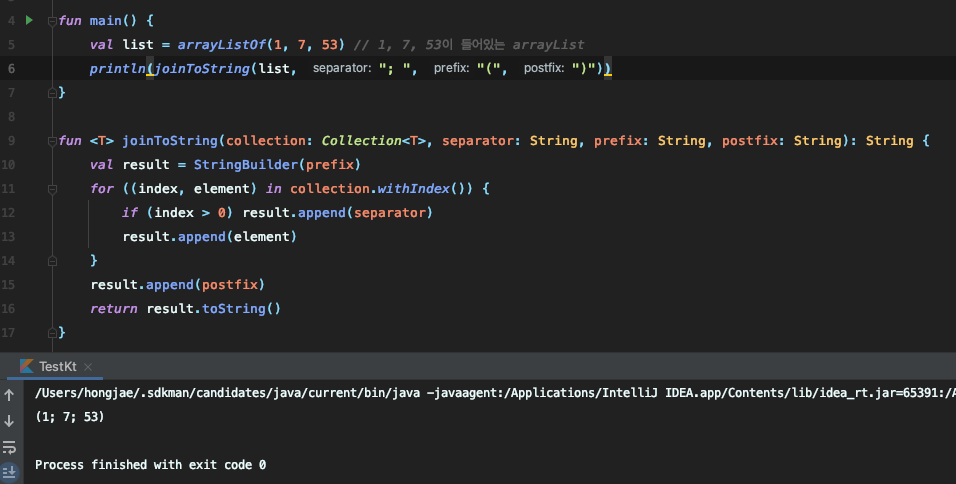 4 fun main() {
5 val list = arrayListOf(1, 7, 53) // 1, 7, 53이 들어있는 arrayList
6 println(joinToString(list, separator: "; ", prefix: "(", postfix: ")"))
7 }
8
9 fun <T> joinToString(collection: Collection<T>, separator: String, prefix: String, postfix: String): String {
10 val result = StringBuilder(prefix)
11 for ((index, element) in collection.withIndex()) {
12 if (index > 0) result.append(separator)
13 result.append(element)
14 }
15 result.append(postfix)
16 return result.toString()
17 }
TestKt ×
/Users/hongjae/.sdkman/candidates/java/current/bin/java -javaagent:/Applications/IntelliJ IDEA.app/Contents/lib/idea_rt.jar=65391:/A
(1; 7; 53)
Process finished with exit code 0